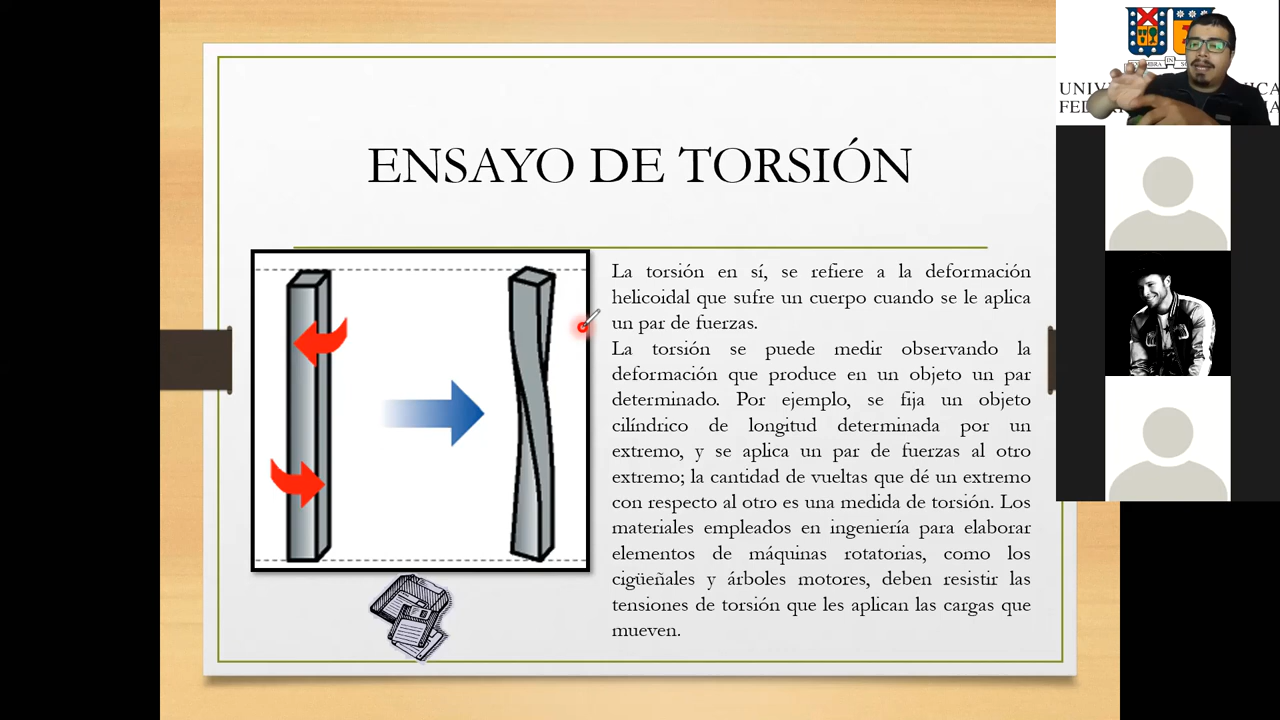 ENSAYO DE TORSIÓN
La torsión en sí, se refiere a la deformación
helicoidal que sufre un cuerpo cuando se le aplica
un par de fuerzas.
La torsión se puede medir observando la
deformación que produce en un objeto un par
determinado. Por ejemplo, se fija un objeto
cilíndrico de longitud determinada por un
extremo, y se aplica un par de fuerzas al otro
extremo; la cantidad de vueltas que dé un extremo
con respecto al otro es una medida de torsión. Los
materiales empleados en ingeniería para elaborar
elementos de máquinas rotatorias, como los
cigüeñales y árboles motores, deben resistir las
tensiones de torsión que les aplican las cargas que
mueven.